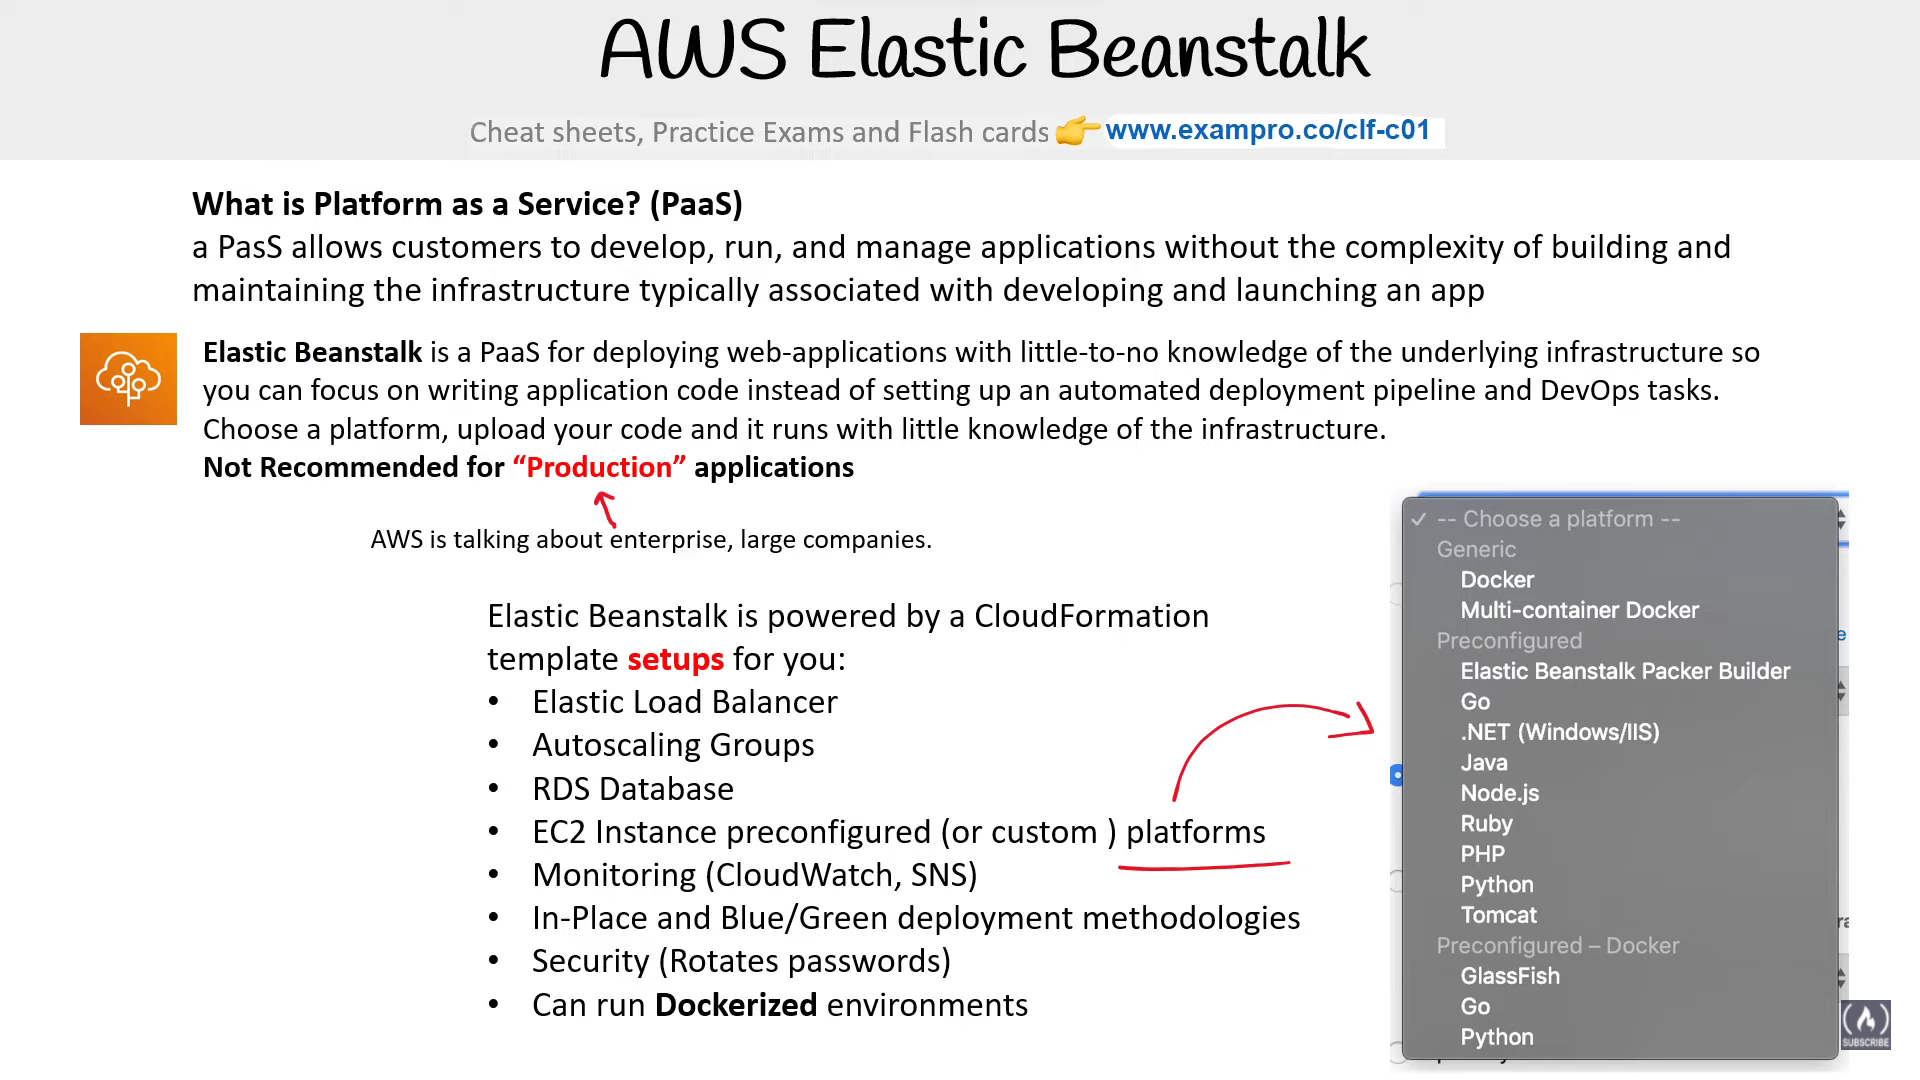 AWS Elastic Beanstalk
Cheat sheets, Practice Exams and Flash cards 👉 www.exampro.co/clf-c01
What is Platform as a Service? (PaaS)
a PasS allows customers to develop, run, and manage applications without the complexity of building and
maintaining the infrastructure typically associated with developing and launching an app
Elastic Beanstalk is a PaaS for deploying web-applications with little-to-no knowledge of the underlying infrastructure so
you can focus on writing application code instead of setting up an automated deployment pipeline and DevOps tasks.
Choose a platform, upload your code and it runs with little knowledge of the infrastructure.
Not Recommended for “Production” applications
AWS is talking about enterprise, large companies.
Elastic Beanstalk is powered by a CloudFormation
template setups for you:
• Elastic Load Balancer
• Autoscaling Groups
• RDS Database
• EC2 Instance preconfigured (or custom ) platforms
• Monitoring (CloudWatch, SNS)
• In-Place and Blue/Green deployment methodologies
• Security (Rotates passwords)
• Can run Dockerized environments
✓ -- Choose a platform --
Generic
Docker
Multi-container Docker
Preconfigured
Elastic Beanstalk Packer Builder
Go
.NET (Windows/IIS)
Java
Node.js
Ruby
PHP
Python
Tomcat
Preconfigured – Docker
GlassFish
Go
Python
SUBSCRIBE